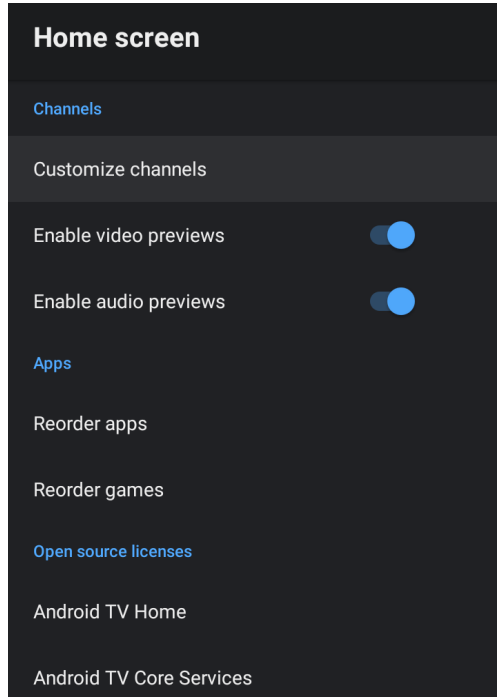 Home screen
Channels
Customize channels
Enable video previews
Enable audio previews
Apps
Reorder apps
Reorder games
Open source licenses
Android TV Home
Android TV Core Services